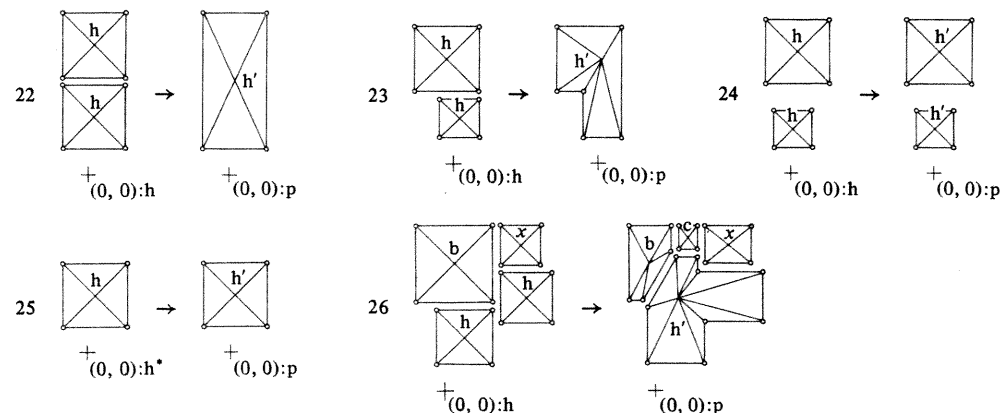 h
h
h'
22
(0, 0):h
(0, 0):p
h
h'
h
23
(0, 0):h
(0, 0):p
h
h'
h
h'
24
(0, 0):h
(0, 0):p
h
h'
25
(0, 0):h*
(0, 0):p
b
x
h
h
b
c
x
h'
26
(0, 0):h
(0, 0):p